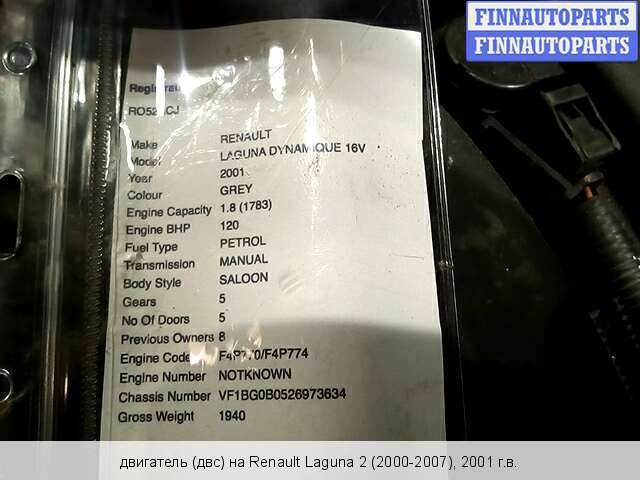 FINNAUTOPARTS
FINNAUTOPARTS
Make RENAULT
Model LAGUNA DYNAMIQUE 16V
Year 2001
Colour GREY
Engine Capacity 1.8 (1783)
Engine BHP 120
Fuel Type PETROL
Transmission MANUAL
Body Style SALOON
Gears 5
No Of Doors 5
Previous Owners 8
Engine Code F4P770/F4P774
Engine Number NOTKNOWN
Chassis Number VF1BG0B0526973634
Gross Weight 1940
двигатель (двс) на Renault Laguna 2 (2000-2007), 2001 г.в.